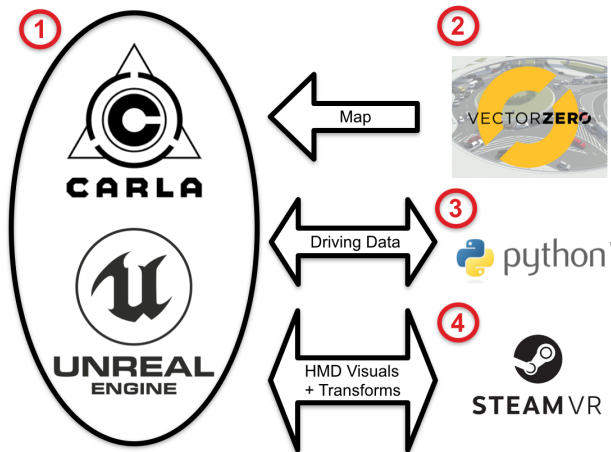 1
2
CARLA
Map
VECTORZERO
3
Driving Data
python
4
UNREAL
ENGINE
HMD Visuals
+ Transforms
STEAMVR